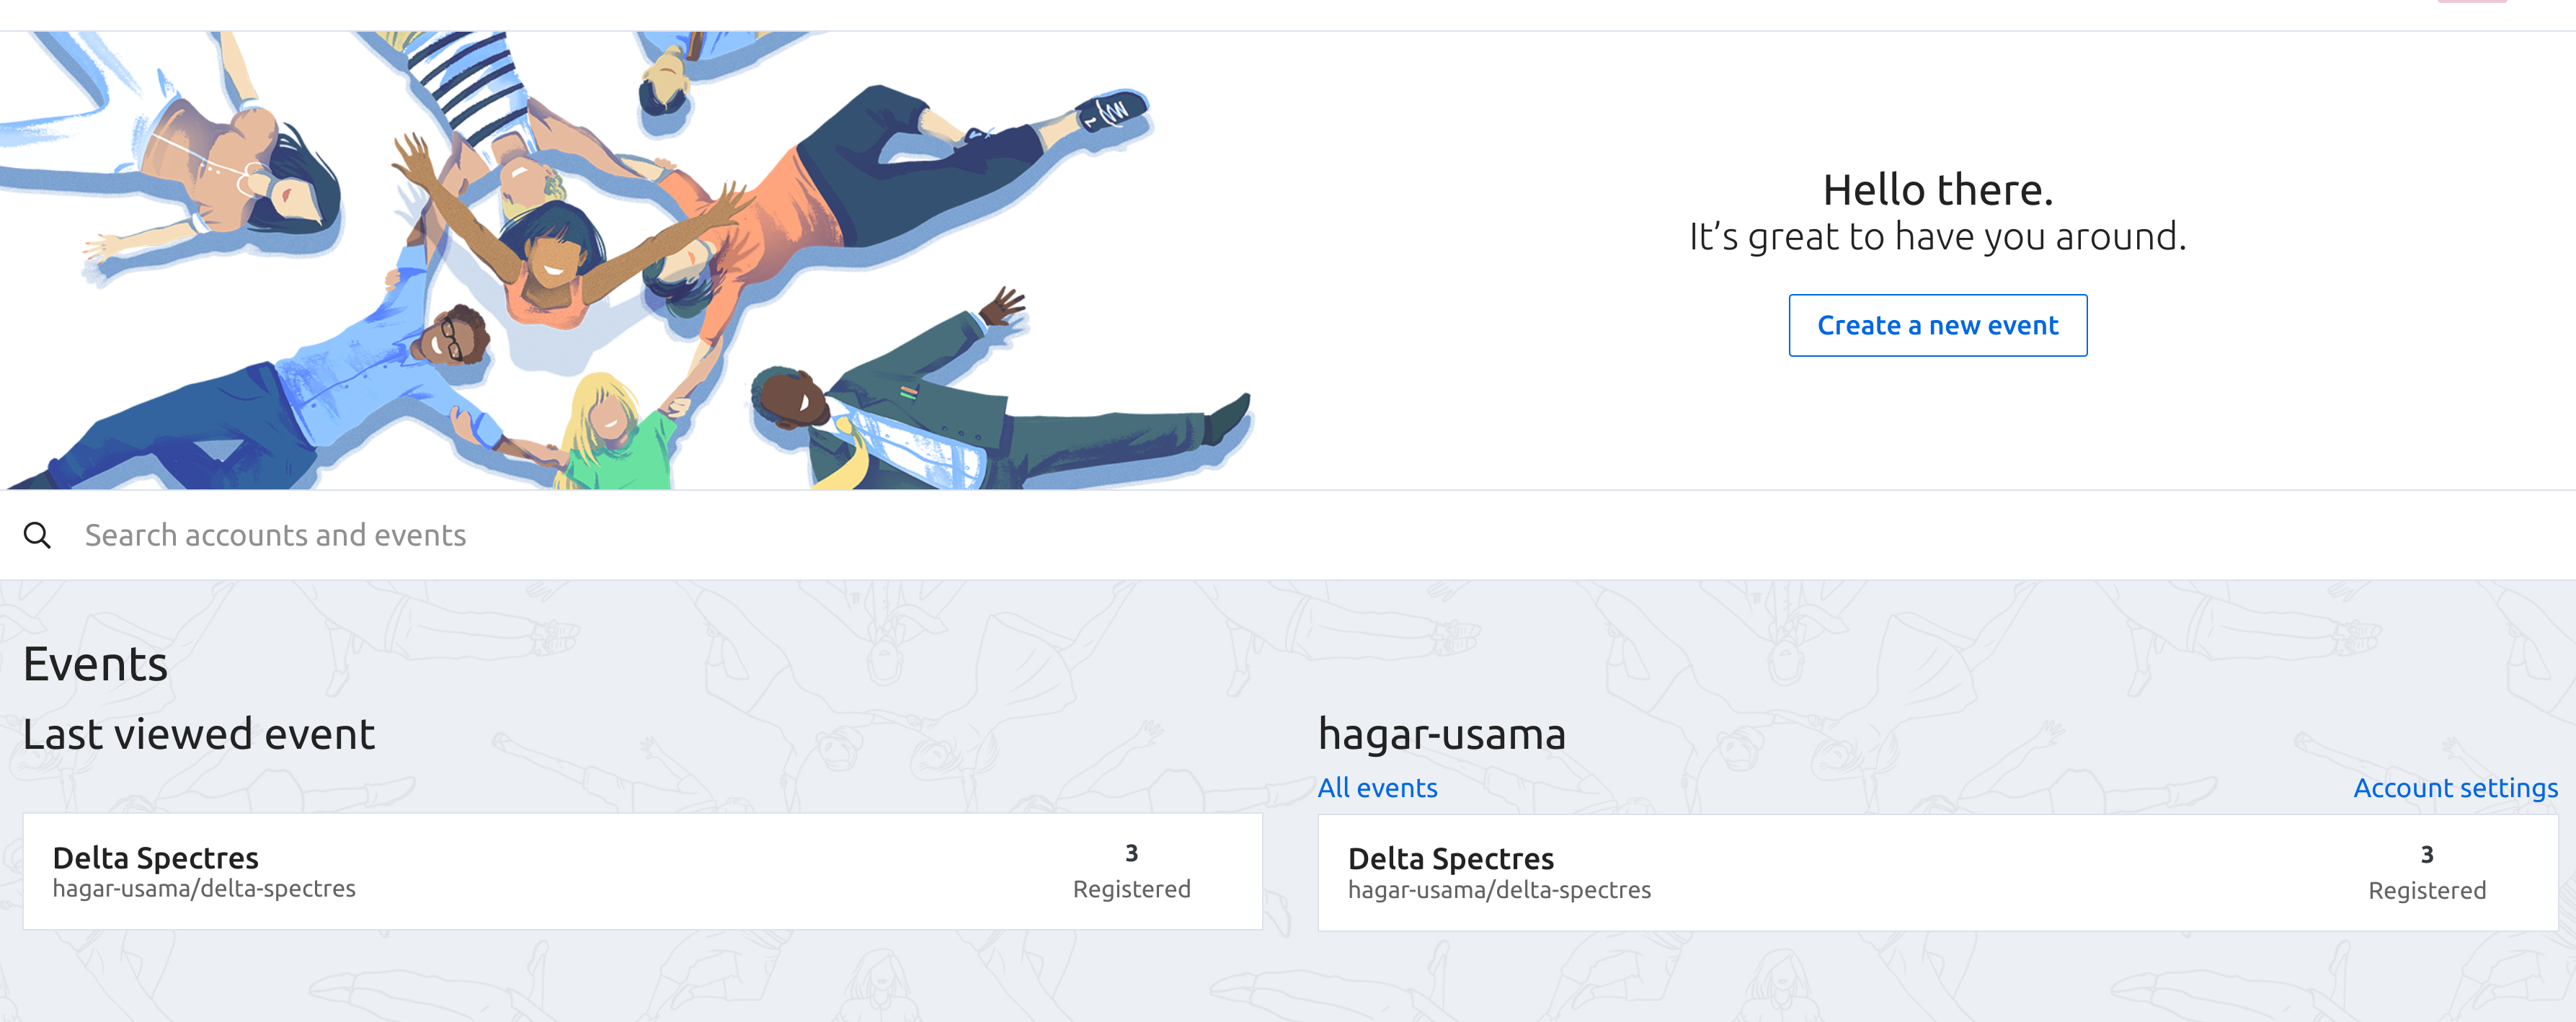 Hello there.
It’s great to have you around.
Create a new event
Search accounts and events
Events
Last viewed event
Delta Spectres
hagar-usama/delta-spectres
3
Registered
hagar-usama
All events
Account settings
Delta Spectres
hagar-usama/delta-spectres
3
Registered